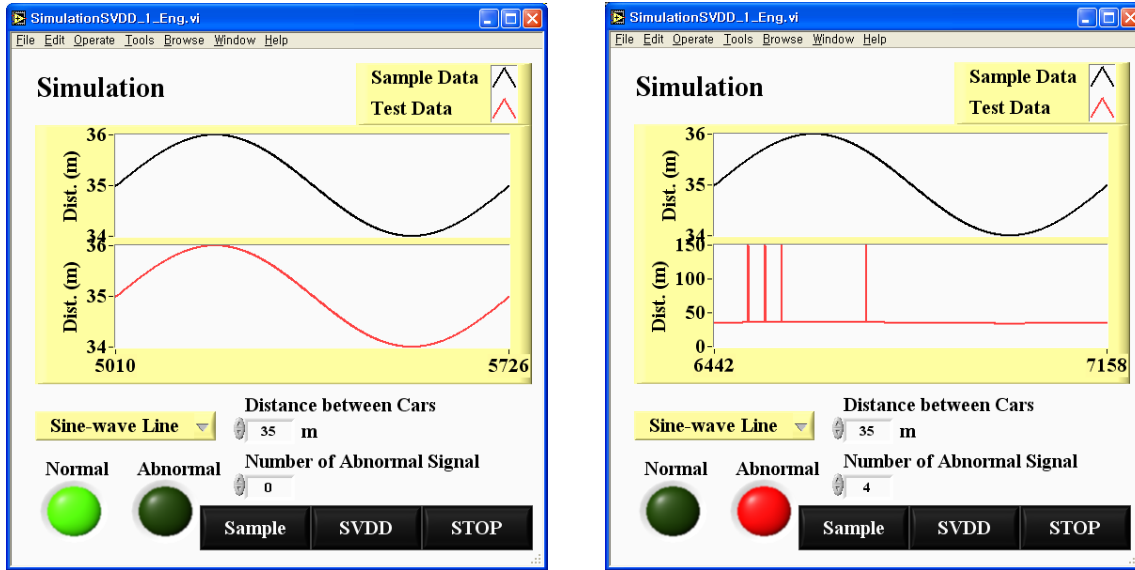 SimulationSVDD_1_Eng.vi
File Edit Operate Tools Browse Window Help
Simulation
Sample Data
Test Data
36
35
34
Dist. (m)
36
35
34
Dist. (m)
5010 5726
Sine-wave Line
Distance between Cars
35 m
Normal Abnormal
Number of Abnormal Signal
0
Sample SVDD STOP
SimulationSVDD_1_Eng.vi
File Edit Operate Tools Browse Window Help
Simulation
Sample Data
Test Data
36
35
34
Dist. (m)
150
100
50
0
Dist. (m)
6442 7158
Sine-wave Line
Distance between Cars
35 m
Normal Abnormal
Number of Abnormal Signal
4
Sample SVDD STOP